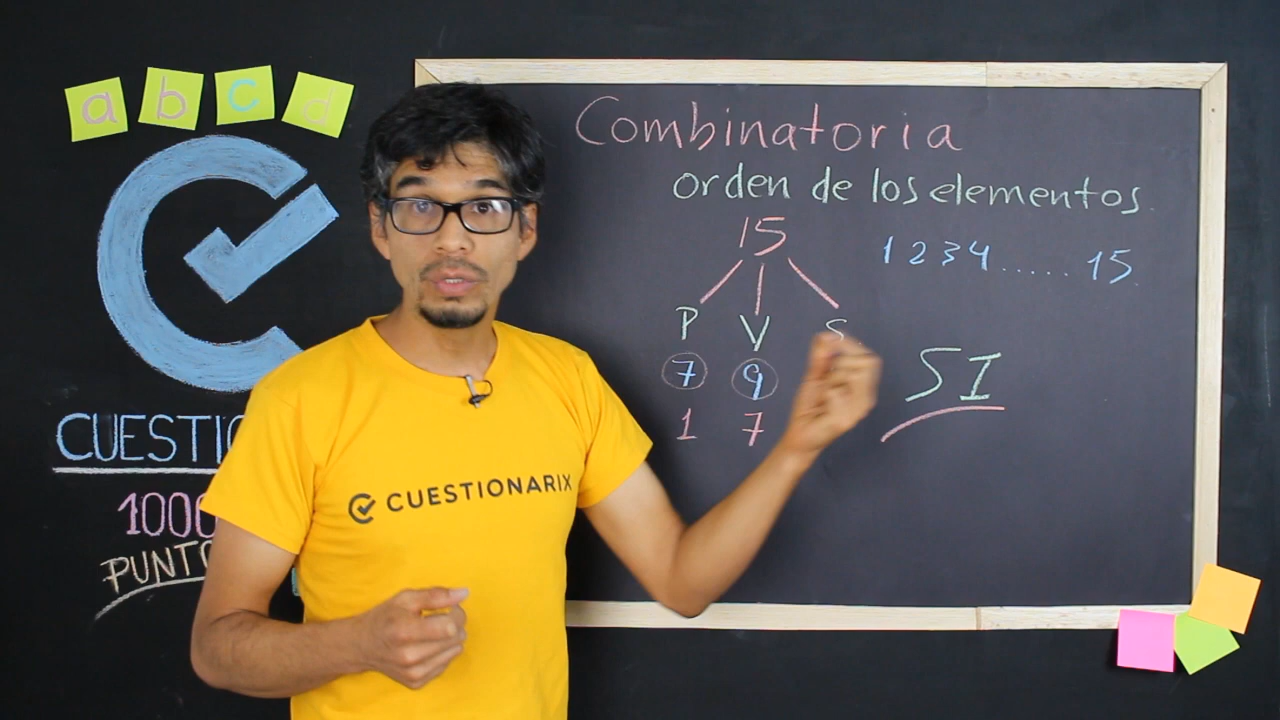 a b c d
CUESTI
1000
PUNTO
CUESTIONARIX
Combinatoria
orden de los elementos.
15
1 2 3 4 ...... 15
P V S
7 9
1 7
SI